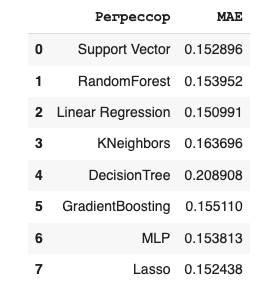 Perpeccop MAE
0 Support Vector 0.152896
1 RandomForest 0.153952
2 Linear Regression 0.150991
3 KNeighbors 0.163696
4 DecisionTree 0.208908
5 GradientBoosting 0.155110
6 MLP 0.153813
7 Lasso 0.152438